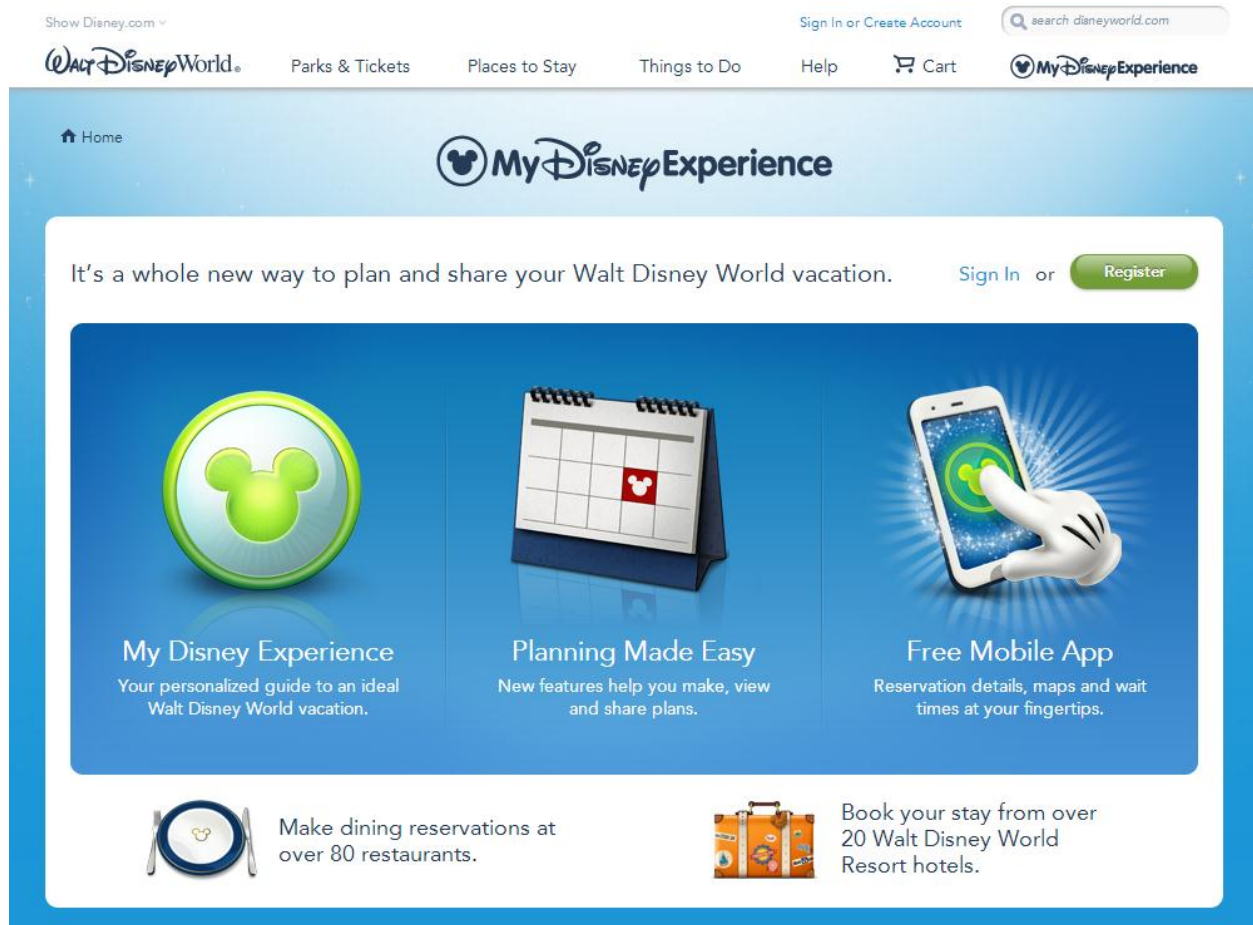 Show Disney.com
Sign In or Create Account
search disneyworld.com
Walt Disney World®
Parks & Tickets
Places to Stay
Things to Do
Help
Cart
My Disney Experience
Home
My Disney Experience
It's a whole new way to plan and share your Walt Disney World vacation.
Sign In or Register
My Disney Experience
Your personalized guide to an ideal
Walt Disney World vacation.
Planning Made Easy
New features help you make, view
and share plans.
Free Mobile App
Reservation details, maps and wait
times at your fingertips.
Make dining reservations at
over 80 restaurants.
Book your stay from over
20 Walt Disney World
Resort hotels.